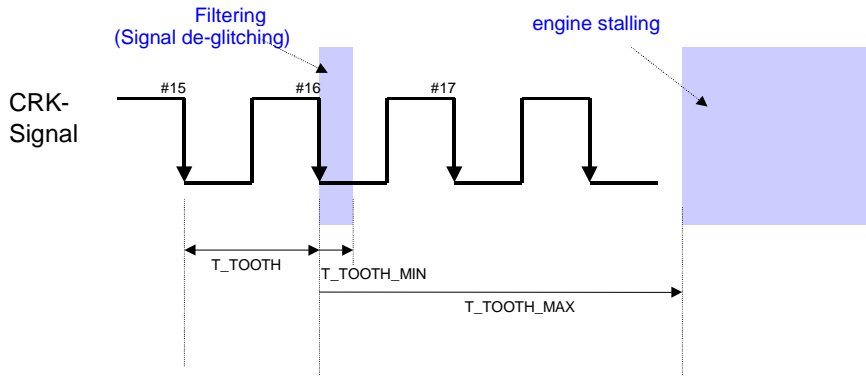 Filtering
(Signal de-glitching)
engine stalling
#15
#16
#17
CRK-
Signal
T_TOOTH
T_TOOTH_MIN
T_TOOTH_MAX